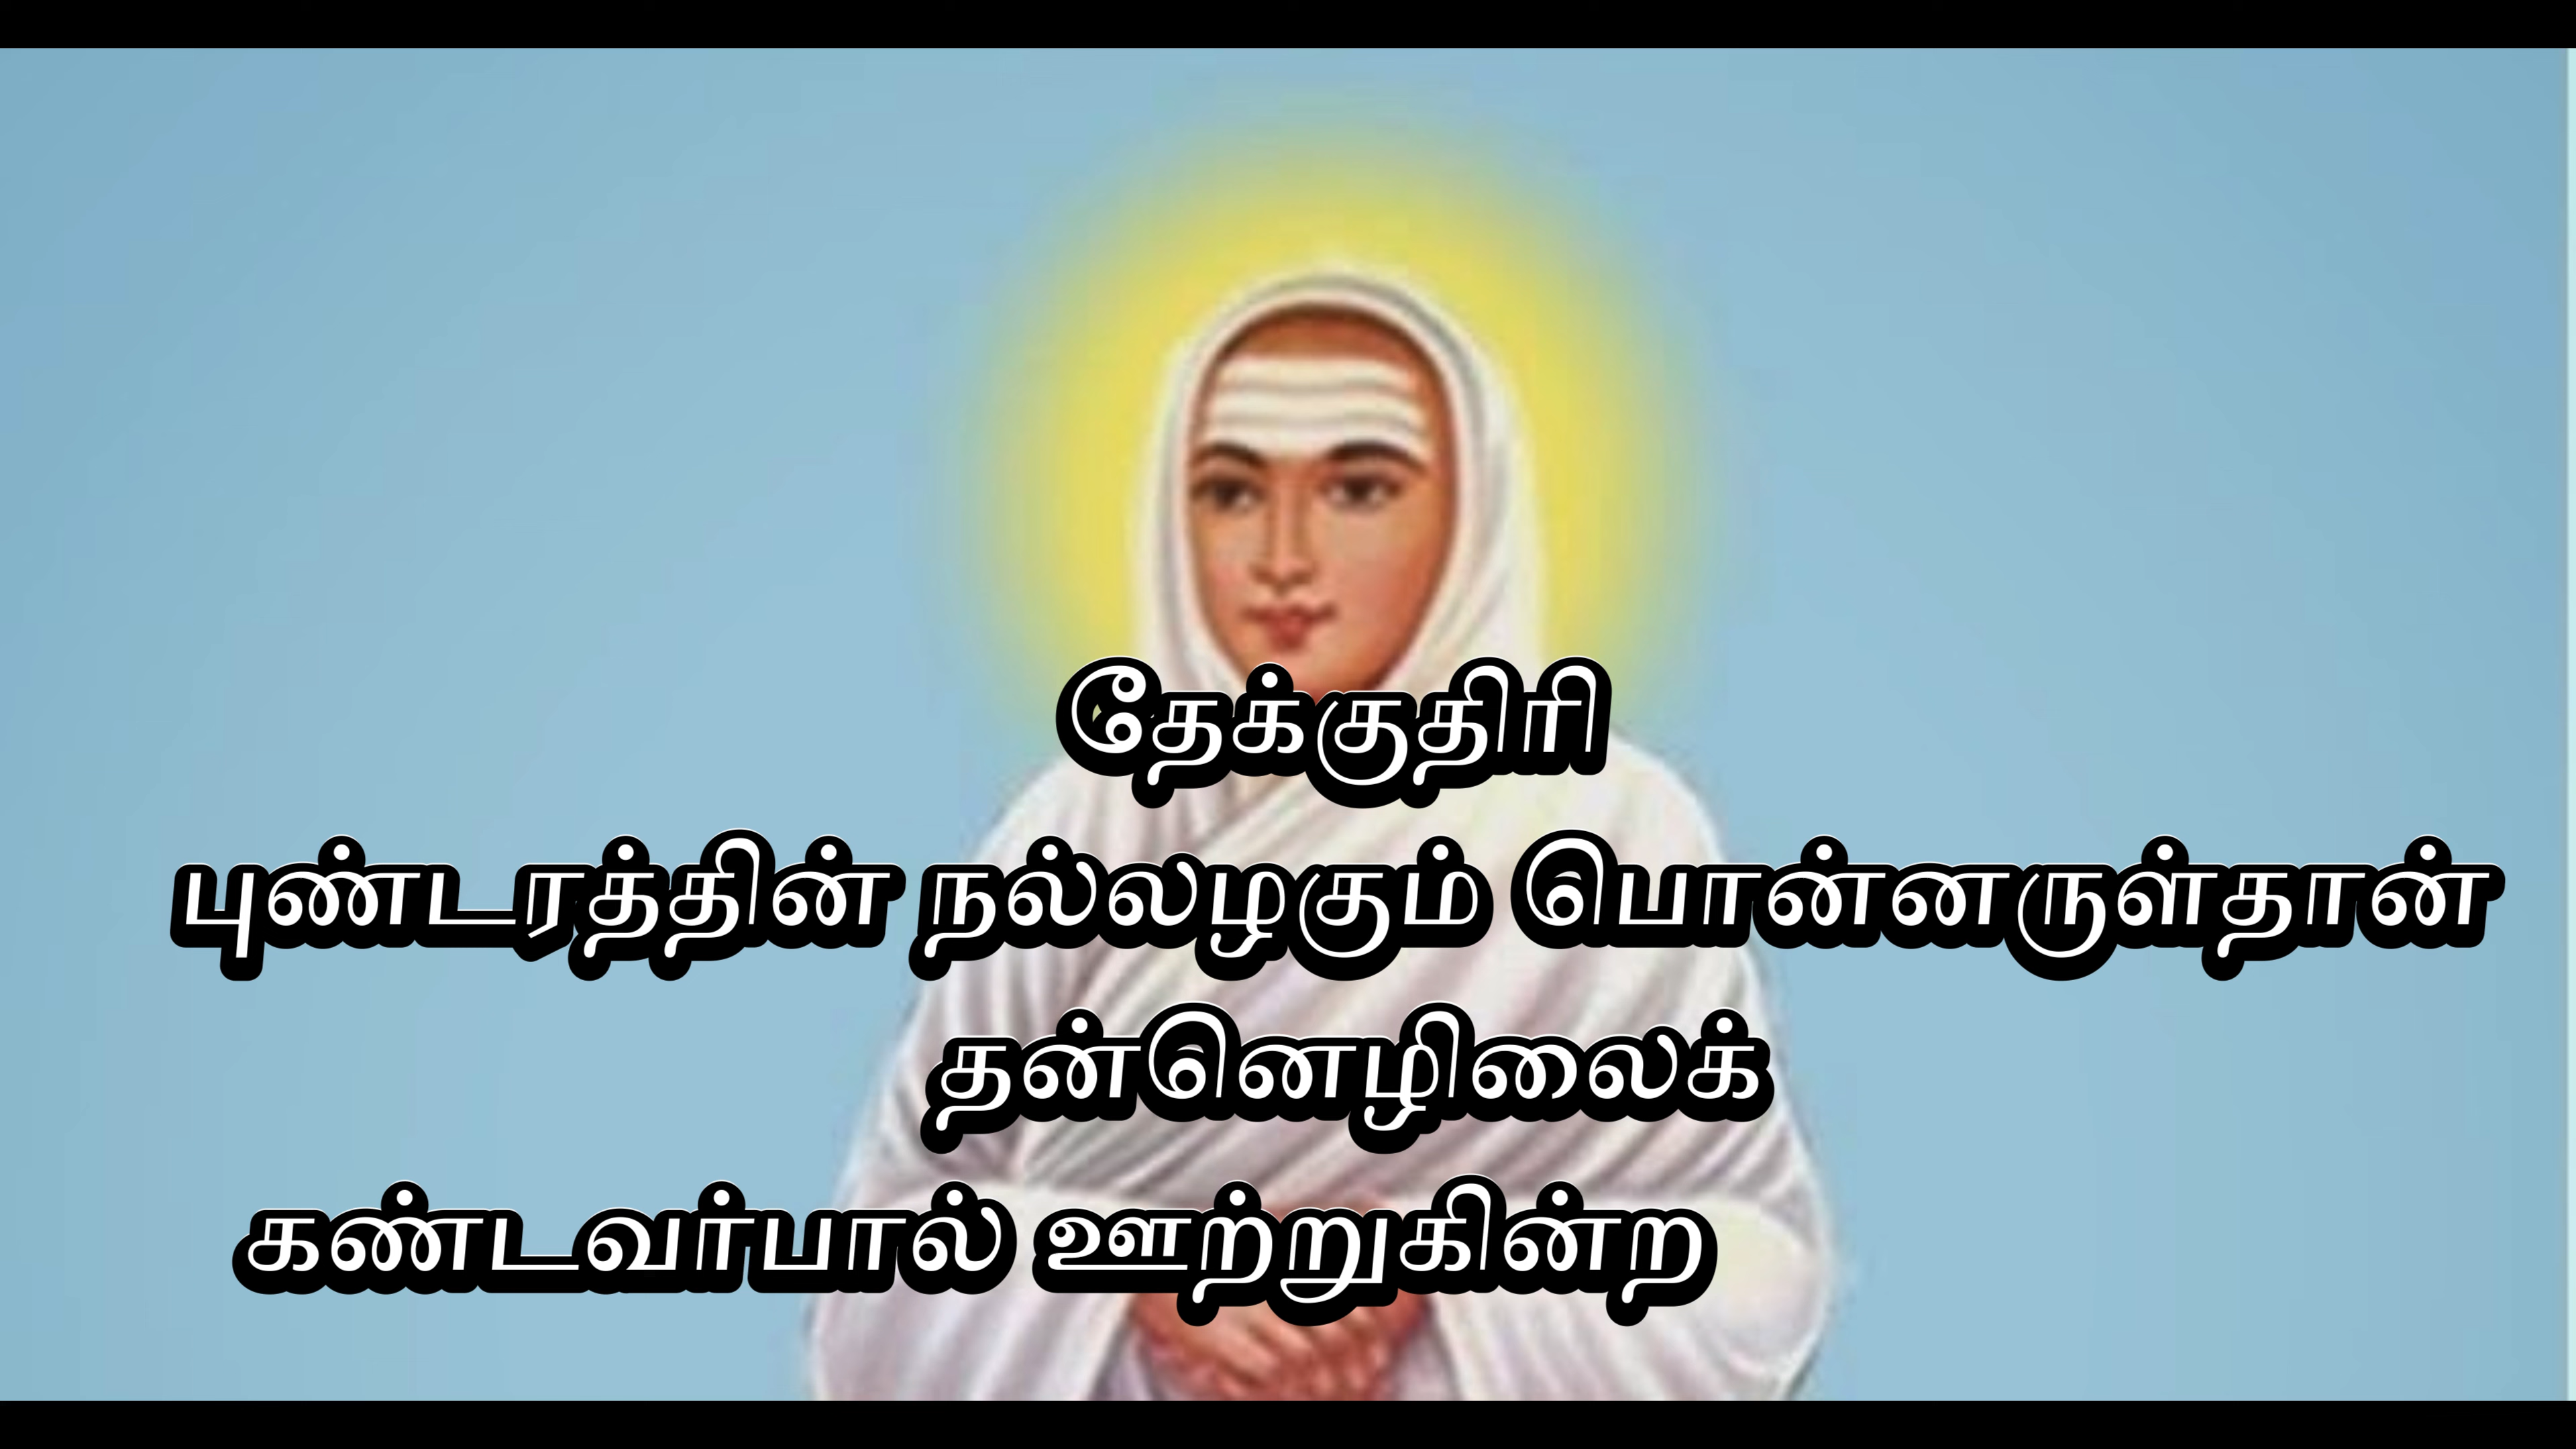 தேக்குதிரி
புண்டரத்தின் நல்லழகும் பொன்னருள்தான்
தன்னெழிலைக்
கண்டவர்பால் ஊற்றுகின்ற